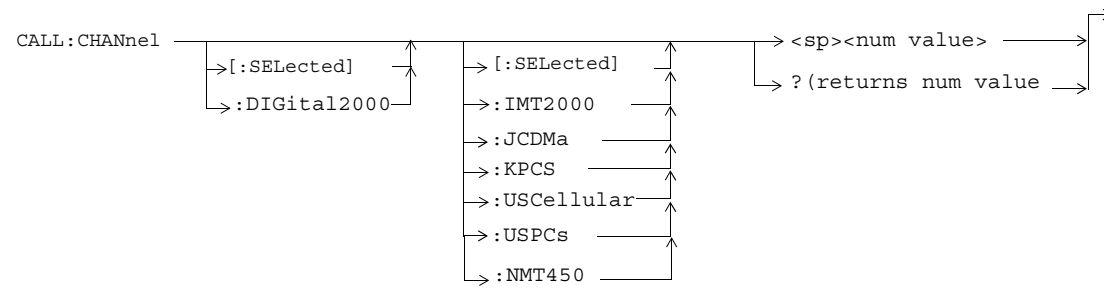 CALL:CHANnel
[:SELected]
:DIGital2000
[:SELected]
:IMT2000
:JCDMa
:KPCS
:USCellular
:USPCs
:NMT450
<sp><num value>
?(returns num value